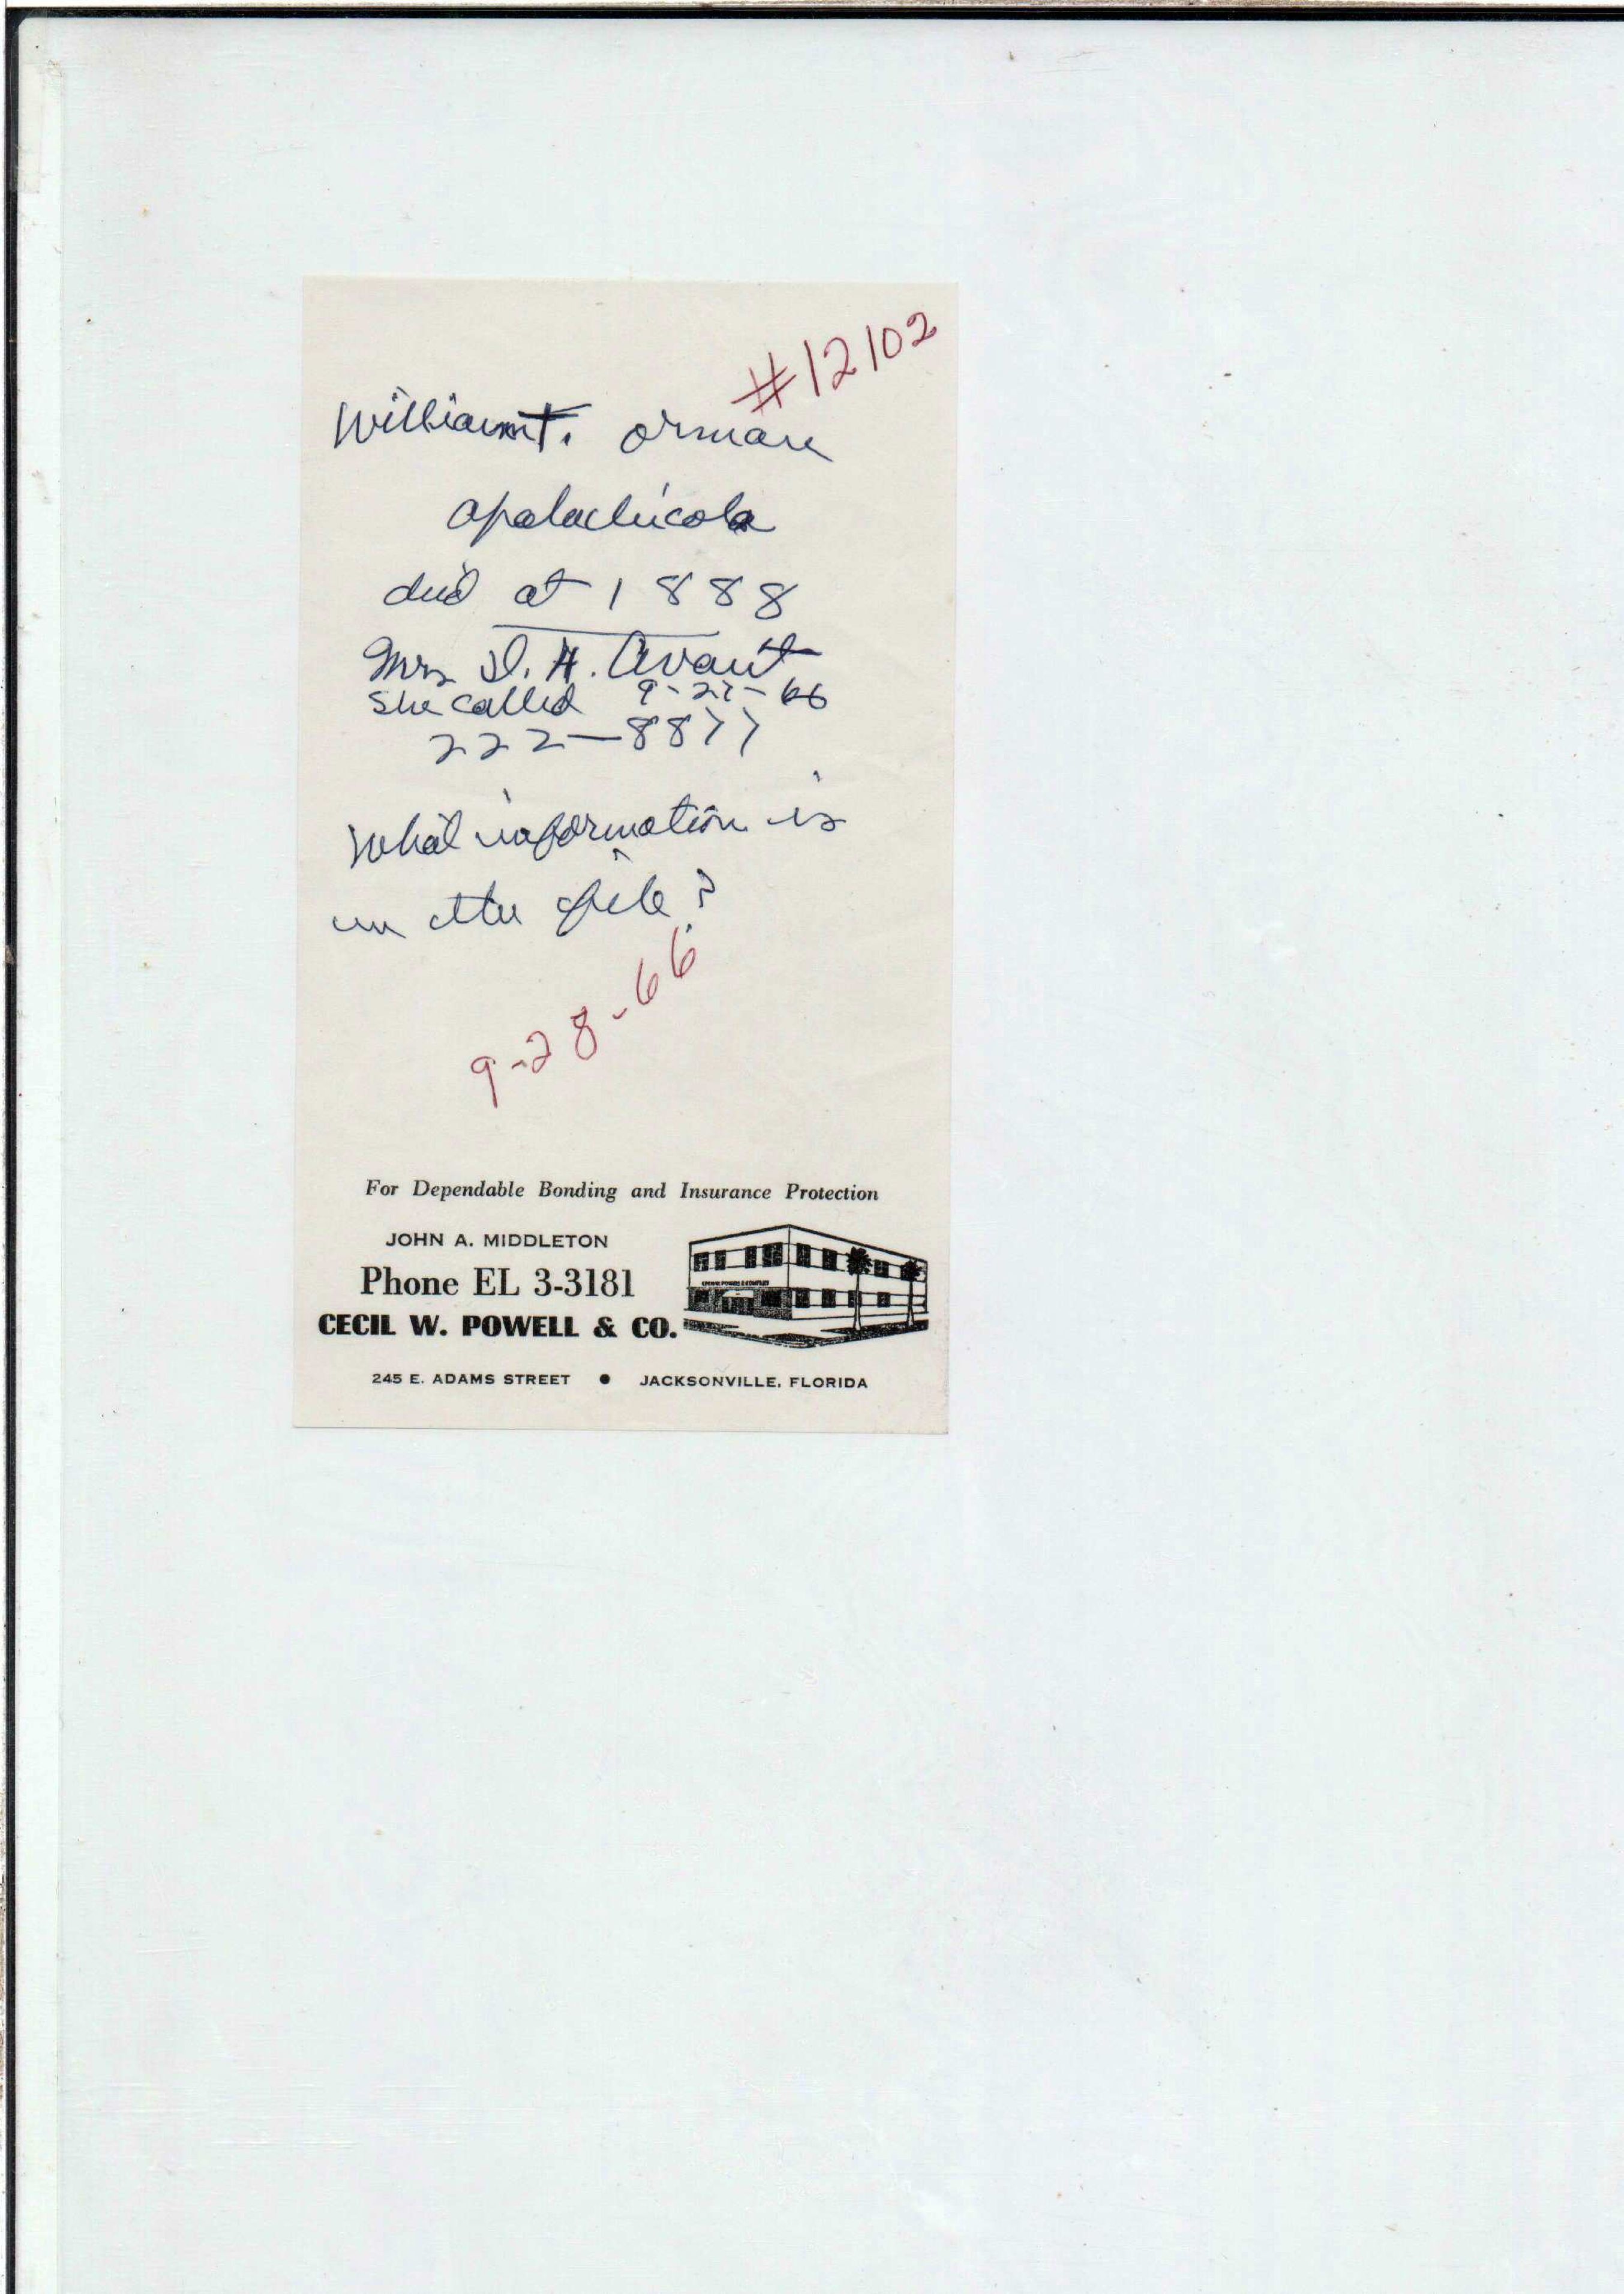 #12102
William T. Orman
Apalachicola
died at 1888
Mrs D. H. Avant
She called 9-27-66
222-8877
What information is
in the file?
9-28-66
For Dependable Bonding and Insurance Protection
JOHN A. MIDDLETON
Phone EL 3-3181
CECIL W. POWELL & CO.
245 E. ADAMS STREET • JACKSONVILLE, FLORIDA